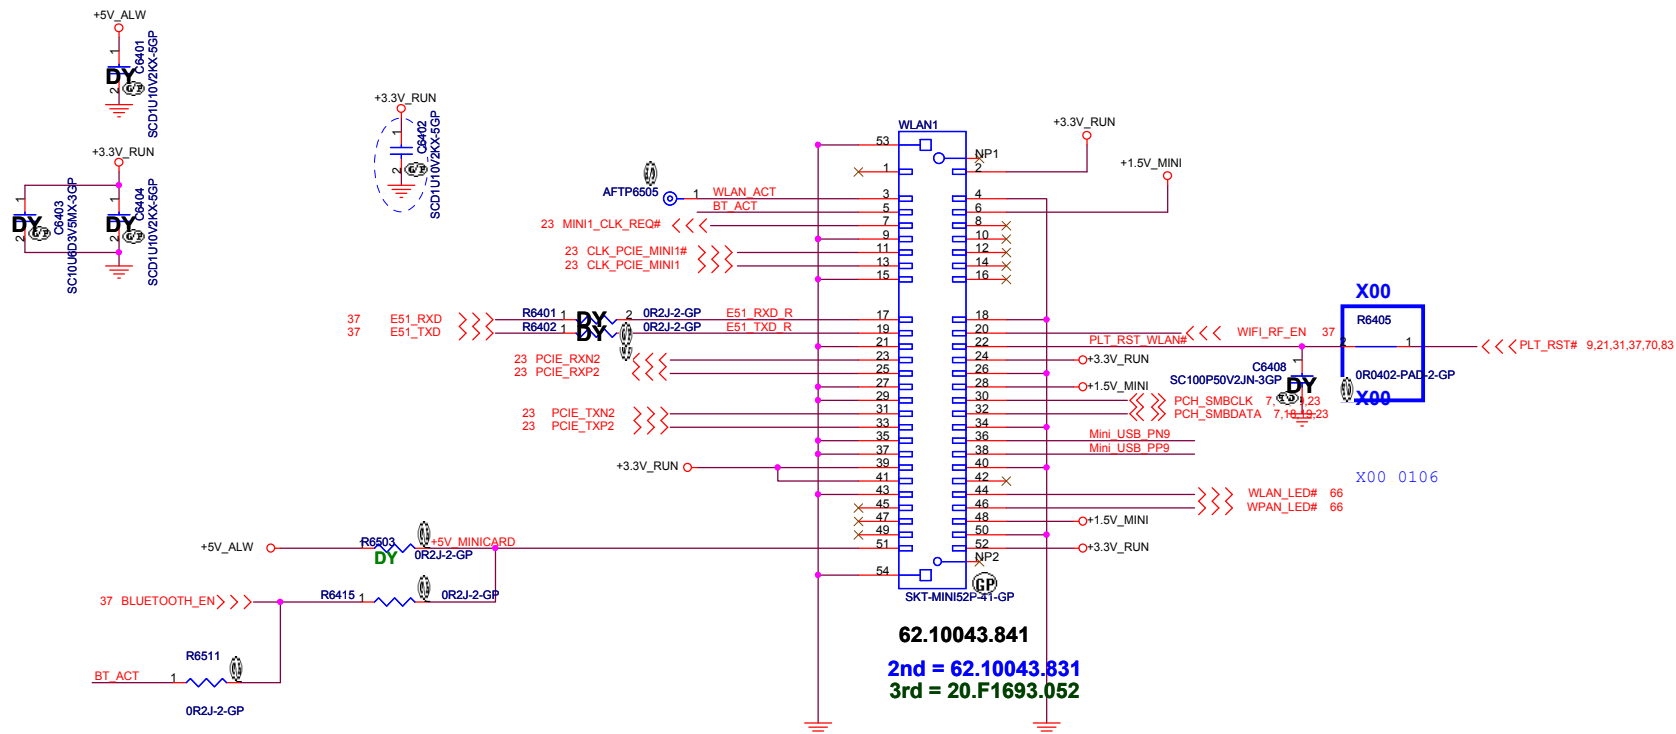 +5V_ALW
1
C6401
SCD1U10V2KX-5GP
DY
2
+3.3V_RUN
C6403
SC10U6D3V5MX-3GP
DY
2
1
C6404
SCD1U10V2KX-5GP
DY
2
+3.3V_RUN
1
C6402
SCD1U10V2KX-5GP
2
WLAN1
53
NP1
1
2
+3.3V_RUN
+1.5V_MINI
AFTP6505
1
WLAN_ACT
3
4
BT_ACT
5
6
23 MINI1_CLK_REQ#
7
8
9
10
23 CLK_PCIE_MINI1#
11
12
23 CLK_PCIE_MINI1
13
14
15
16
37 E51_RXD
R6401 1
DY
2 0R2J-2-GP
E51_RXD_R
17
18
37 E51_TXD
R6402 1
DY
0R2J-2-GP
E51_TXD_R
19
20
WIFI_RF_EN 37
21
22
PLT_RST_WLAN#
23 PCIE_RXN2
23
24
+3.3V_RUN
23 PCIE_RXP2
25
26
27
28
+1.5V_MINI
29
30
PCH_SMBCLK
23 PCIE_TXN2
31
32
PCH_SMBDATA 7,18,19,23
23 PCIE_TXP2
33
34
35
36
Mini_USB_PN9
37
38
Mini_USB_PP9
+3.3V_RUN
39
40
41
42
43
44
WLAN_LED# 66
45
46
WPAN_LED# 66
47
48
+1.5V_MINI
49
50
51
52
+3.3V_RUN
NP2
54
GP
SKT-MINI52P-41-GP
62.10043.841
2nd = 62.10043.831
3rd = 20.F1693.052
X00
R6405
2
1
0R0402-PAD-2-GP
X00
PLT_RST# 9,21,31,37,70,83
C6408
1
SC100P50V2JN-3GP
DY
X00 0106
+5V_ALW
R6503
1
DY
0R2J-2-GP
+5V_MINICARD
37 BLUETOOTH_EN
R6415 1
0R2J-2-GP
BT_ACT
R6511
1
0R2J-2-GP